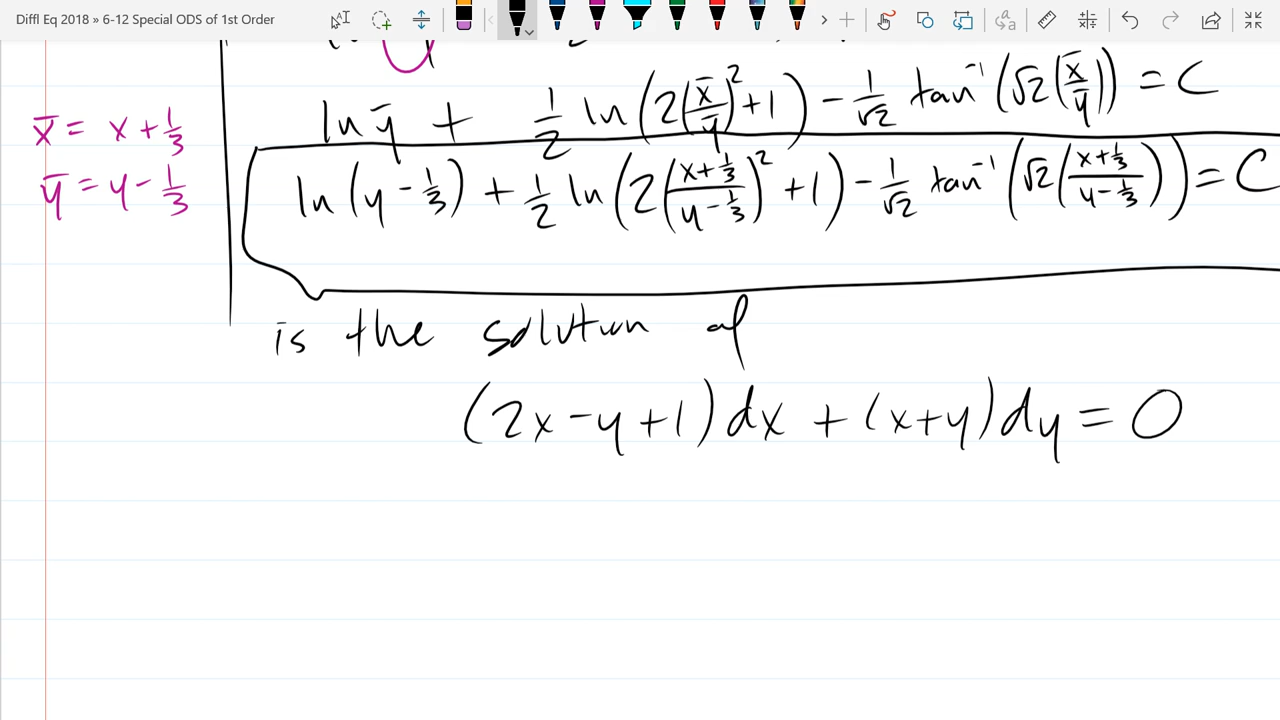 Diffl Eq 2018 » 6-12 Special ODS of 1st Order
x̄ = x + 1/3
ȳ = y - 1/3
ln ȳ + 1/2 ln(2(x̄/ȳ)² + 1) - 1/√2 tan⁻¹(√2(x̄/ȳ)) = C
ln(y - 1/3) + 1/2 ln(2((x + 1/3)/(y - 1/3))² + 1) - 1/√2 tan⁻¹(√2((x + 1/3)/(y - 1/3))) = C
is the solution of
(2x - y + 1)dx + (x + y)dy = 0